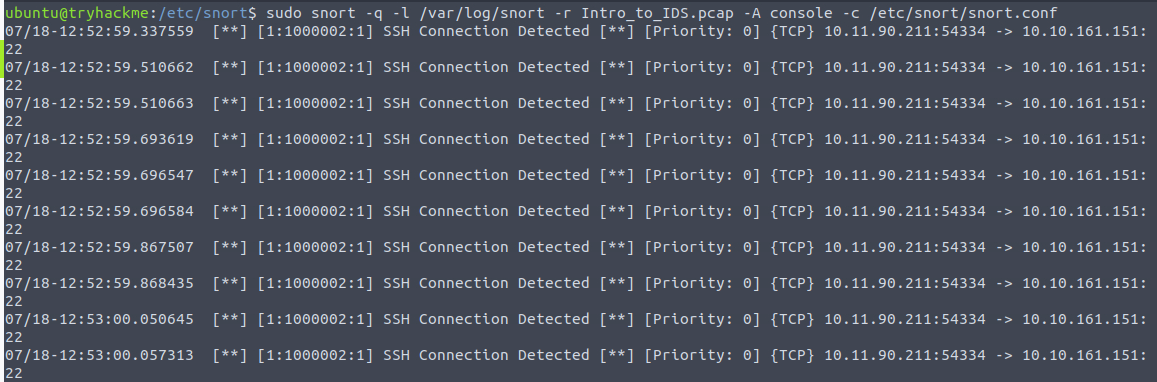 ubuntu@tryhackme:/etc/snort$ sudo snort -q -l /var/log/snort -r Intro_to_IDS.pcap -A console -c /etc/snort/snort.conf
07/18-12:52:59.337559  [**] [1:1000002:1] SSH Connection Detected [**] [Priority: 0] {TCP} 10.11.90.211:54334 -> 10.10.161.151:
22
07/18-12:52:59.510662  [**] [1:1000002:1] SSH Connection Detected [**] [Priority: 0] {TCP} 10.11.90.211:54334 -> 10.10.161.151:
22
07/18-12:52:59.510663  [**] [1:1000002:1] SSH Connection Detected [**] [Priority: 0] {TCP} 10.11.90.211:54334 -> 10.10.161.151:
22
07/18-12:52:59.693619  [**] [1:1000002:1] SSH Connection Detected [**] [Priority: 0] {TCP} 10.11.90.211:54334 -> 10.10.161.151:
22
07/18-12:52:59.696547  [**] [1:1000002:1] SSH Connection Detected [**] [Priority: 0] {TCP} 10.11.90.211:54334 -> 10.10.161.151:
22
07/18-12:52:59.696584  [**] [1:1000002:1] SSH Connection Detected [**] [Priority: 0] {TCP} 10.11.90.211:54334 -> 10.10.161.151:
22
07/18-12:52:59.867507  [**] [1:1000002:1] SSH Connection Detected [**] [Priority: 0] {TCP} 10.11.90.211:54334 -> 10.10.161.151:
22
07/18-12:52:59.868435  [**] [1:1000002:1] SSH Connection Detected [**] [Priority: 0] {TCP} 10.11.90.211:54334 -> 10.10.161.151:
22
07/18-12:53:00.050645  [**] [1:1000002:1] SSH Connection Detected [**] [Priority: 0] {TCP} 10.11.90.211:54334 -> 10.10.161.151:
22
07/18-12:53:00.057313  [**] [1:1000002:1] SSH Connection Detected [**] [Priority: 0] {TCP} 10.11.90.211:54334 -> 10.10.161.151:
22